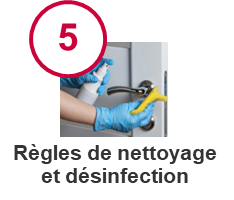 5
Règles de nettoyage
et désinfection